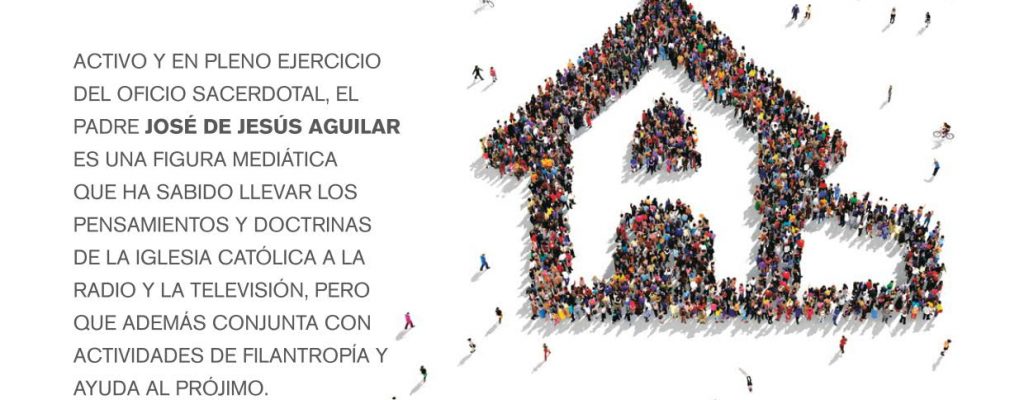 ACTIVO Y EN PLENO EJERCICIO
DEL OFICIO SACERDOTAL, EL
PADRE JOSÉ DE JESÚS AGUILAR
ES UNA FIGURA MEDIÁTICA
QUE HA SABIDO LLEVAR LOS
PENSAMIENTOS Y DOCTRINAS
DE LA IGLESIA CATÓLICA A LA
RADIO Y LA TELEVISIÓN, PERO
QUE ADEMÁS CONJUNTA CON
ACTIVIDADES DE FILANTROPÍA Y
AYUDA AL PRÓJIMO.